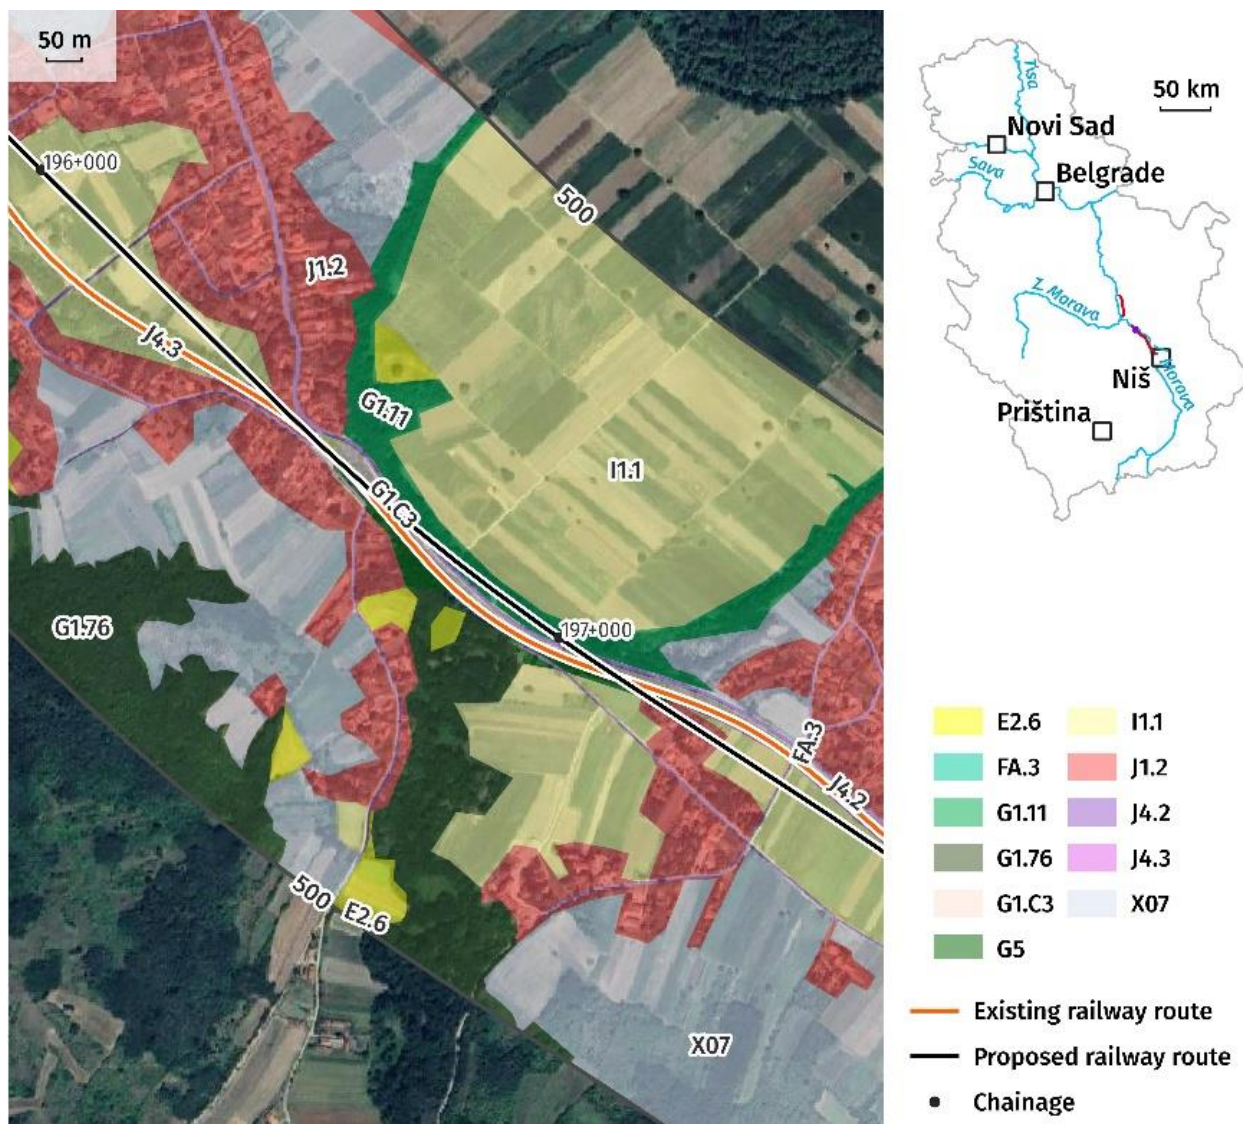 50 m
196+000
J1.2
500
J4.3
G1.11
I1.1
G1.C3
G1.76
197+000
FA.3
J4.2
500
E2.6
X07
50 km
Tisa
Novi Sad
Sava
Belgrade
Z. Morava
Niš
Morava
Priština
E2.6
I1.1
FA.3
J1.2
G1.11
J4.2
G1.76
J4.3
G1.C3
X07
G5
Existing railway route
Proposed railway route
Chainage